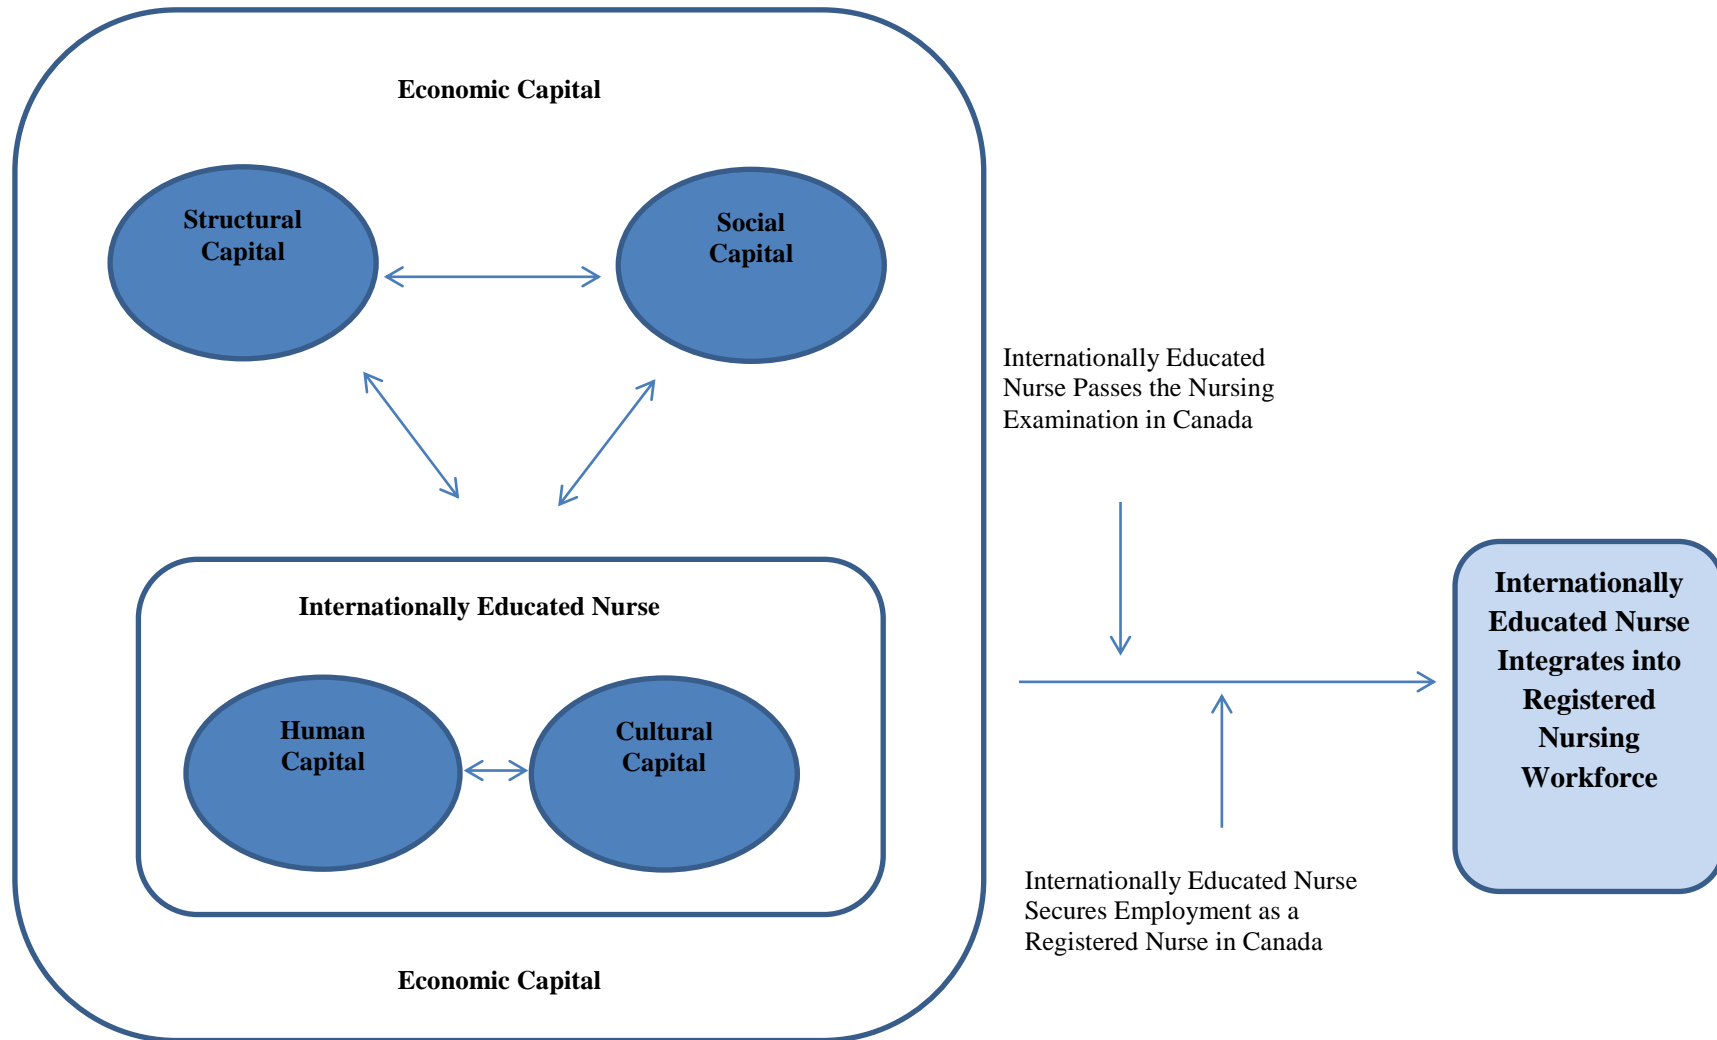 Economic Capital
Structural
Capital
Social
Capital
Internationally Educated
Nurse Passes the Nursing
Examination in Canada
Internationally Educated Nurse
Human
Capital
Cultural
Capital
Internationally
Educated Nurse
Integrates into
Registered
Nursing
Workforce
Internationally Educated Nurse
Secures Employment as a
Registered Nurse in Canada
Economic Capital